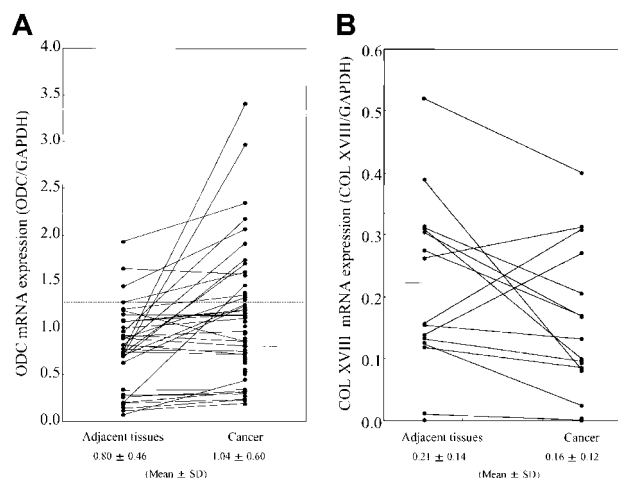 A
ODC mRNA expression (ODC/GAPDH)
4.0
3.0
2.5
2.0
1.5
1.0
0.5
0.0
Adjacent tissues
Cancer
0.80 ± 0.46
1.04 ± 0.60
(Mean ± SD)
B
COL XVIII mRNA expression (COL XVIII/GAPDH)
0.6
0.5
0.4
0.3
0.2
0.1
0.0
Adjacent tissues
Cancer
0.21 ± 0.14
0.16 ± 0.12
(Mean ± SD)